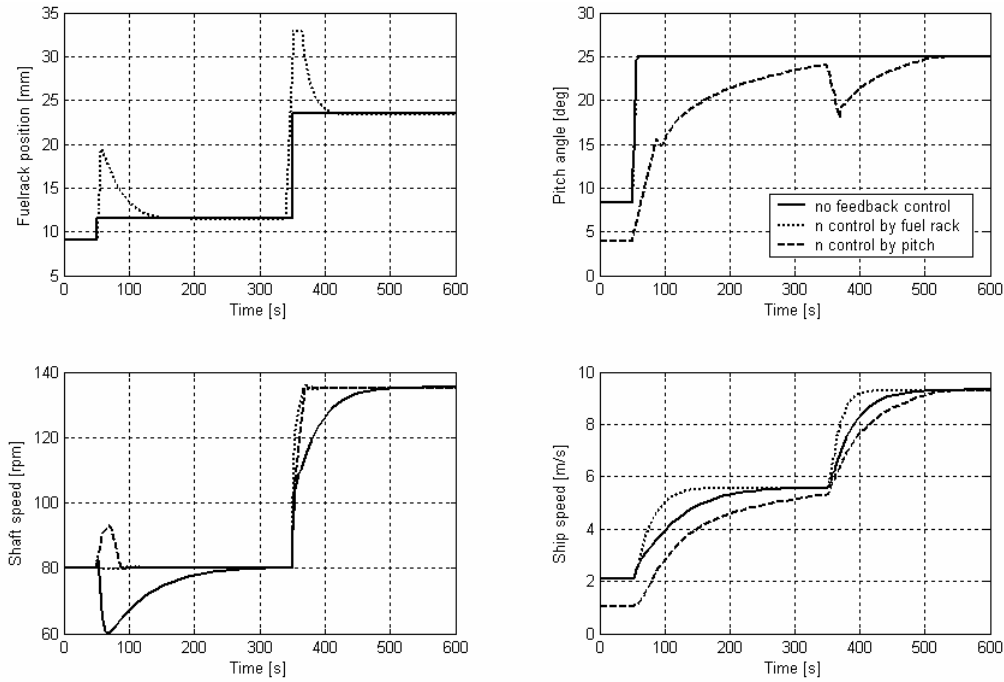 Fuelrack position [mm]
35
30
25
20
15
10
5
0 100 200 300 400 500 600
Time [s]
Pitch angle [deg]
30
25
20
15
10
5
0
no feedback control
n control by fuel rack
n control by pitch
0 100 200 300 400 500 600
Time [s]
Shaft speed [rpm]
140
120
100
80
60
0 100 200 300 400 500 600
Time [s]
Ship speed [m/s]
10
8
6
4
2
0
0 100 200 300 400 500 600
Time [s]